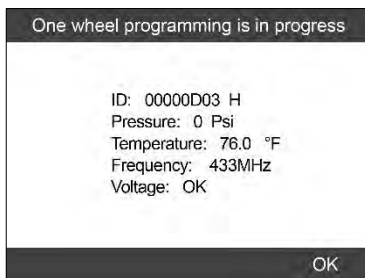 One wheel programming is in progress
ID: 00000D03 H
Pressure: 0 Psi
Temperature: 76.0 °F
Frequency: 433MHz
Voltage: OK
OK